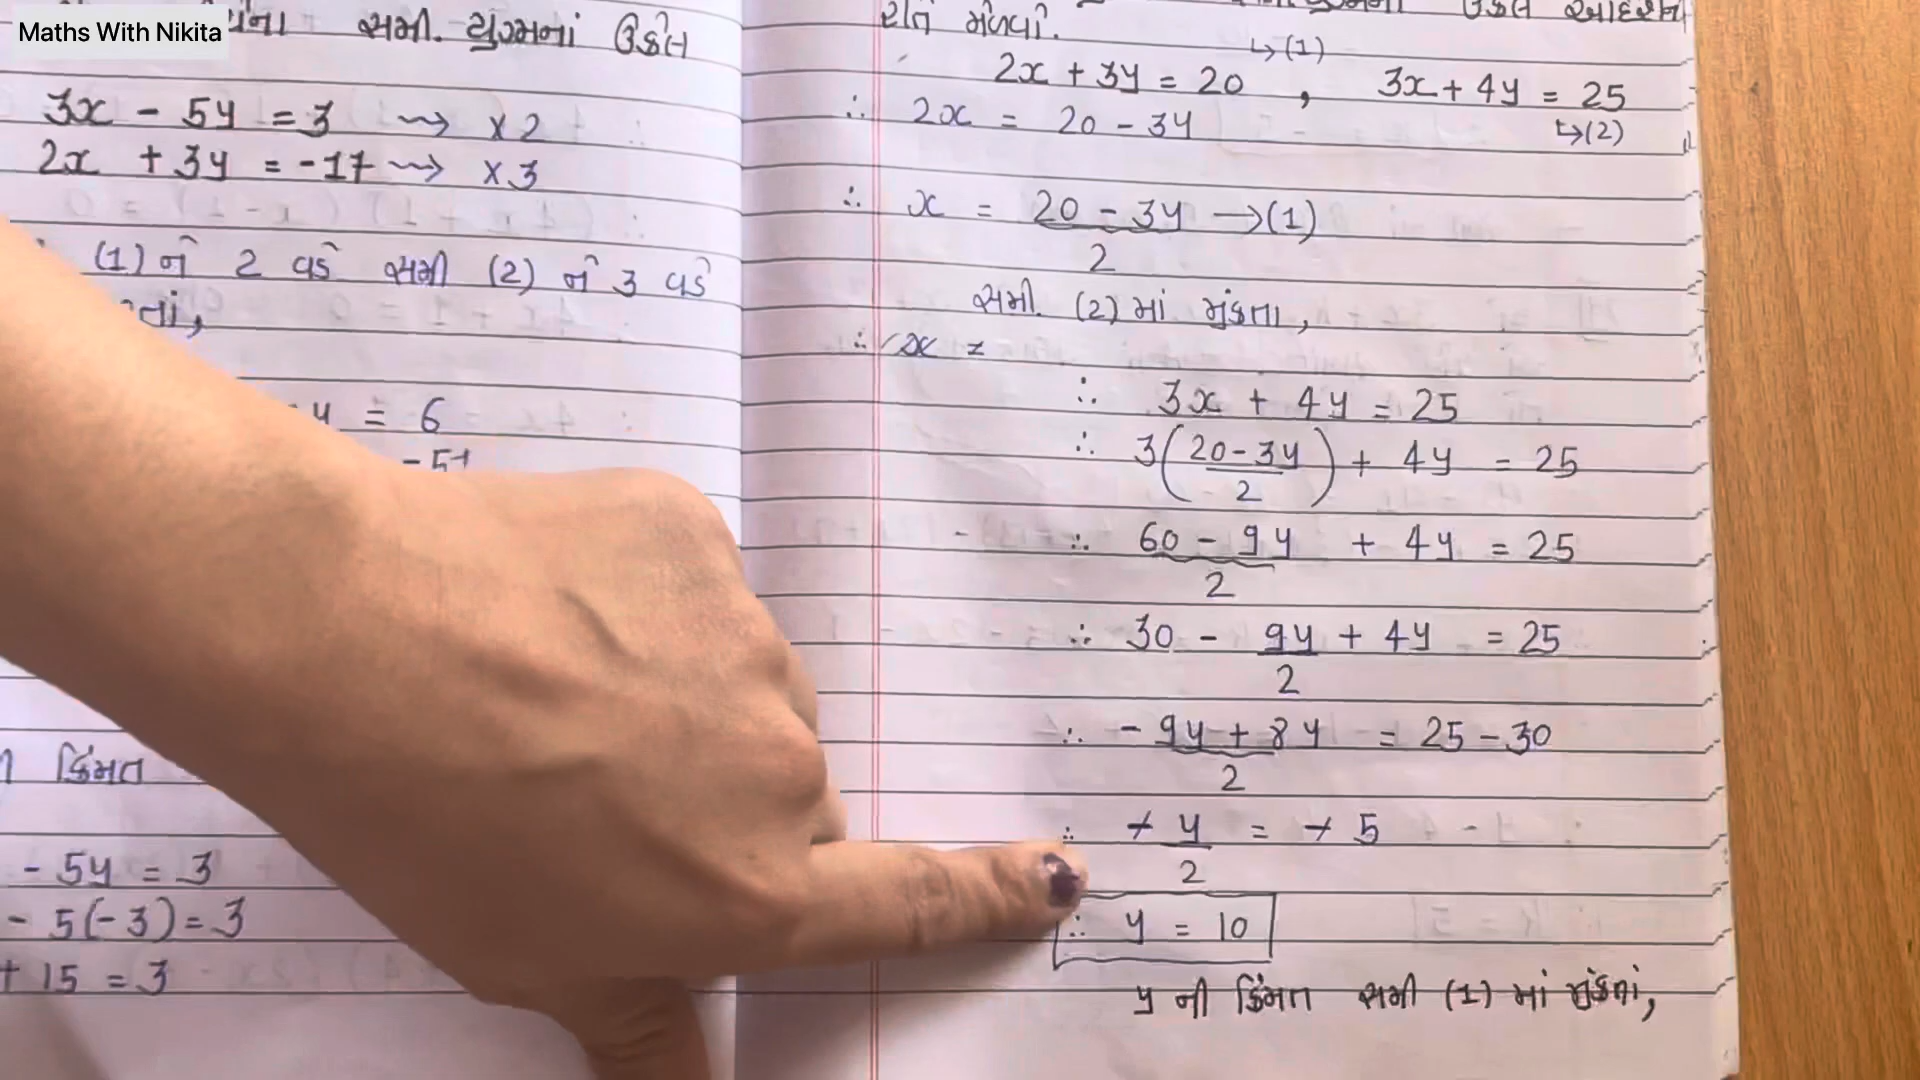 Maths With Nikita
સમી. યુગ્મનાં ઉકેલ
3x - 5y = 3 ⇝ x 2
2x + 3y = -17 ⇝ x 3
(1) ને 2 વડે સમી (2) ને 3 વડે
y = 6
-51
કિંમત
- 5y = 3
- 5(-3) = 3
+ 15 = 3
ઉકેલ આદેશની
રીતે મેળવો.
↳(1)
2x + 3y = 20 , 3x + 4y = 25
↳(2)
∴ 2x = 20 - 3y
∴ x = 20 - 3y →(1)
2
સમી. (2) માં મુકતા,
∴ x =
∴ 3x + 4y = 25
∴ 3(20-3y) + 4y = 25
2
∴ 60 - 9y + 4y = 25
2
∴ 30 - 9y + 4y = 25
2
∴ - 9y + 8y = 25 - 30
2
∴ - y = - 5
2
∴ y = 10
y ની કિંમત સમી (1) માં મુકતાં,